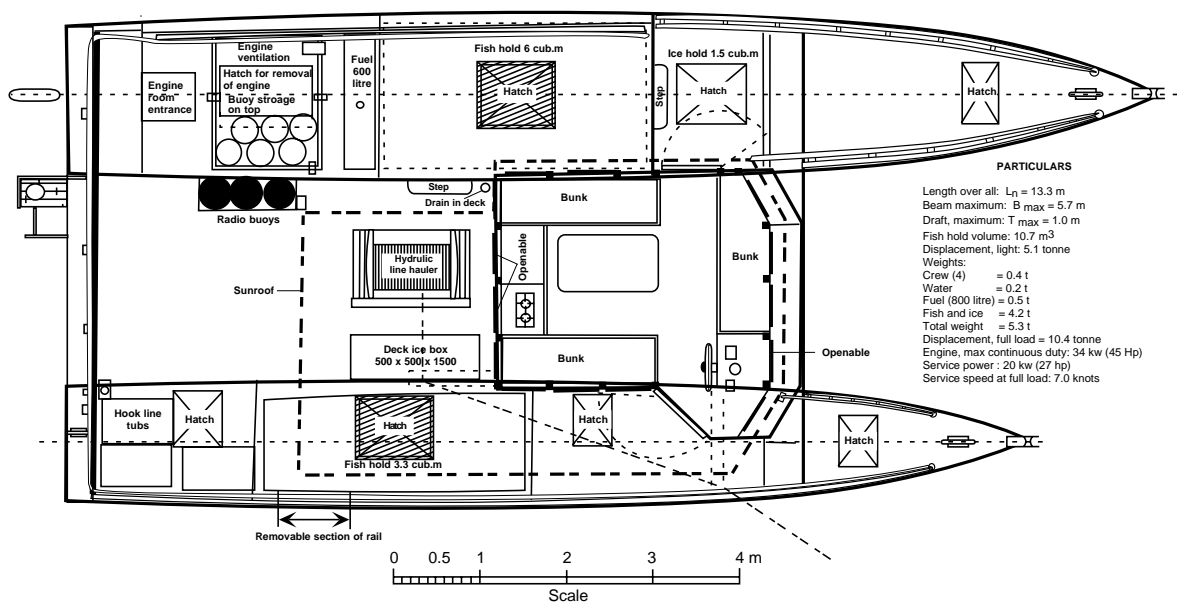 Engine
ventilation
Hatch for removal
of engine
Buoy stroage
on top
Engine
room
entrance
Fuel
600
litre
Fish hold 6 cub.m
Hatch
Ice hold 1.5 cub.m
Step
Hatch
Hatch
Radio buoys
Step
Drain in deck
Bunk
Openable
Bunk
Hydrulic
line hauler
Sunroof
Deck ice box
500 x 500 x 1500
Bunk
Openable
Hook line
tubs
Hatch
Hatch
Fish hold 3.3 cub.m
Hatch
Hatch
Removable section of rail
PARTICULARS
Length over all: Ln = 13.3 m
Beam maximum: B max = 5.7 m
Draft, maximum: T max = 1.0 m
Fish hold volume: 10.7 m3
Displacement, light: 5.1 tonne
Weights:
Crew (4) = 0.4 t
Water = 0.2 t
Fuel (800 litre) = 0.5 t
Fish and ice = 4.2 t
Total weight = 5.3 t
Displacement, full load = 10.4 tonne
Engine, max continuous duty: 34 kw (45 Hp)
Service power : 20 kw (27 hp)
Service speed at full load: 7.0 knots
0 0.5 1 2 3 4 m
Scale